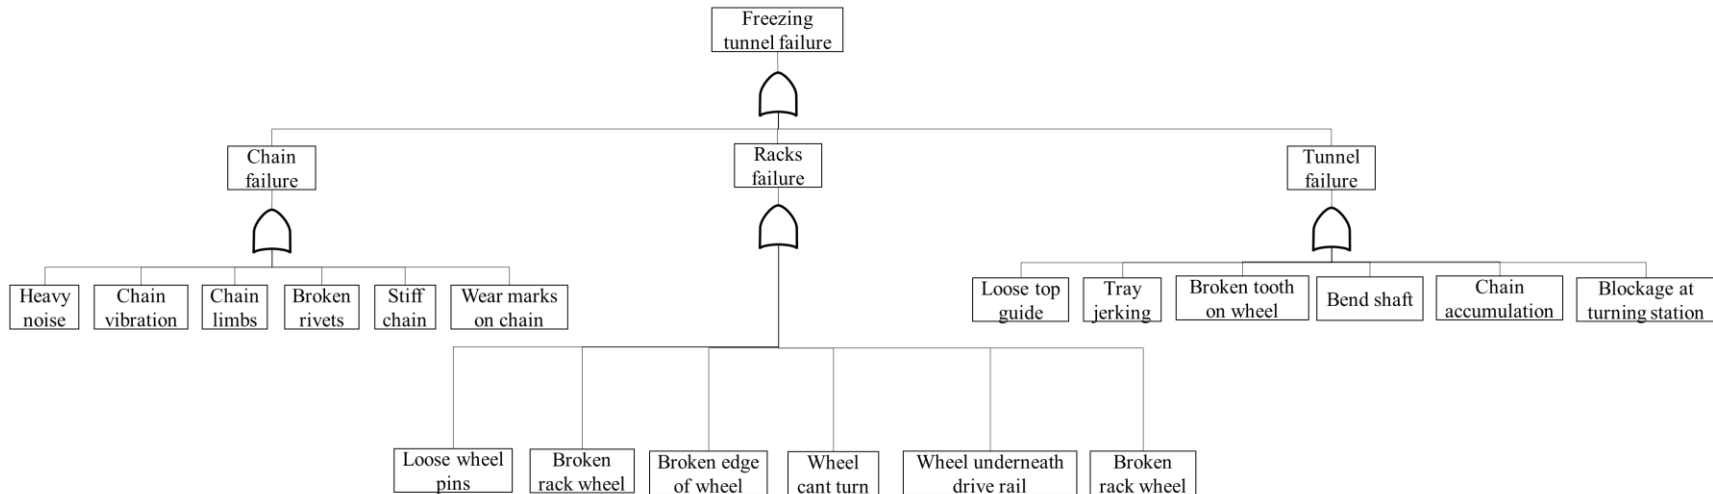 Freezing
tunnel failure
Chain
failure
Racks
failure
Tunnel
failure
Heavy
noise
Chain
vibration
Chain
limbs
Broken
rivets
Stiff
chain
Wear marks
on chain
Loose top
guide
Tray
jerking
Broken tooth
on wheel
Bend shaft
Chain
accumulation
Blockage at
turning station
Loose wheel
pins
Broken
rack wheel
Broken edge
of wheel
Wheel
cant turn
Wheel underneath
drive rail
Broken
rack wheel